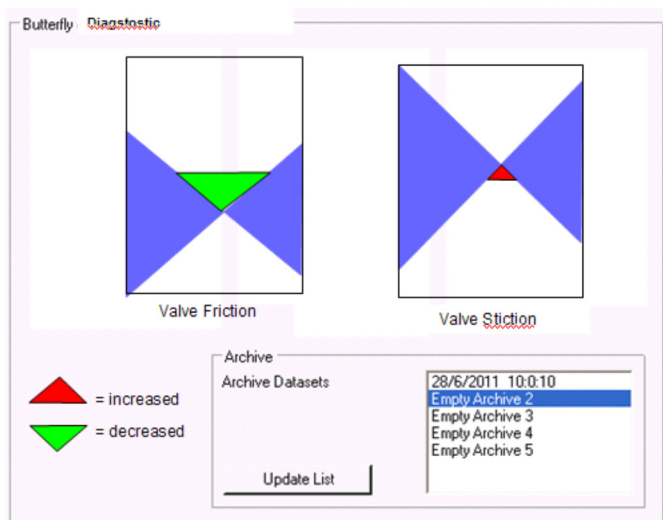 Butterfly Diagstostic
Valve Friction
Valve Stiction
= increased
= decreased
Archive
Archive Datasets
28/6/2011 10:0:10
Empty Archive 2
Empty Archive 3
Empty Archive 4
Empty Archive 5
Update List